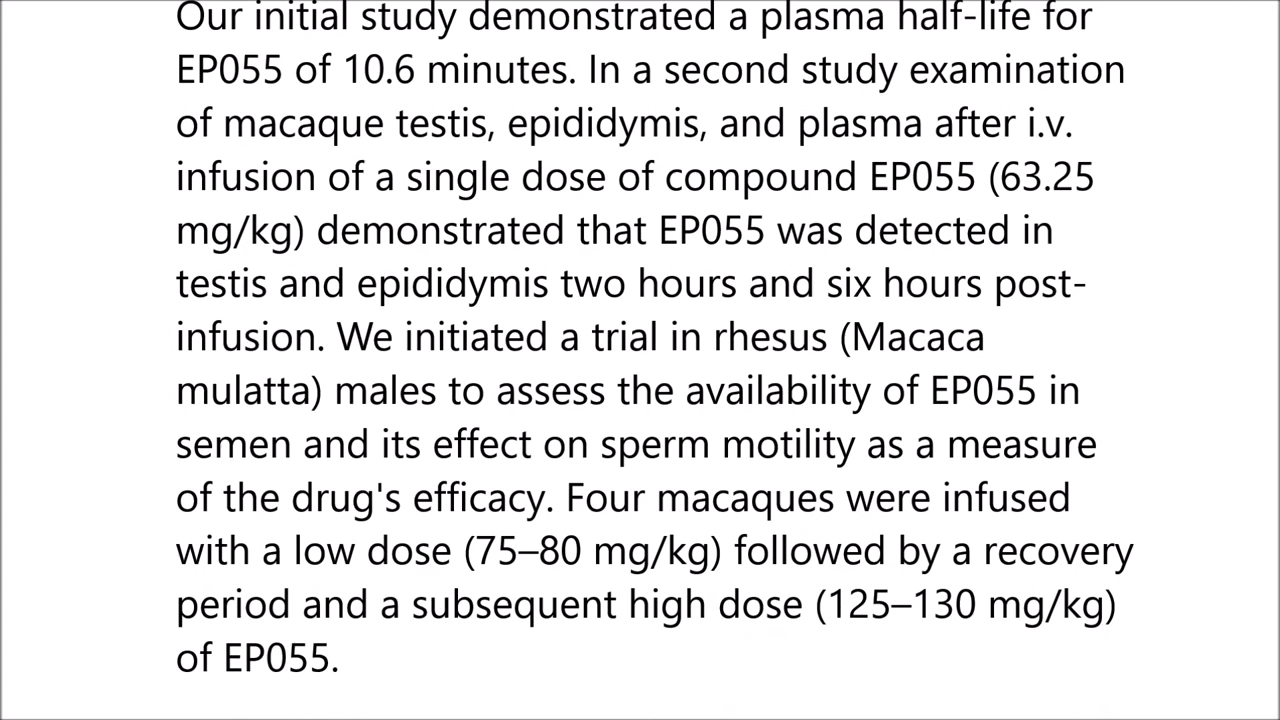 Our initial study demonstrated a plasma half-life for
EP055 of 10.6 minutes. In a second study examination
of macaque testis, epididymis, and plasma after i.v.
infusion of a single dose of compound EP055 (63.25
mg/kg) demonstrated that EP055 was detected in
testis and epididymis two hours and six hours post-
infusion. We initiated a trial in rhesus (Macaca
mulatta) males to assess the availability of EP055 in
semen and its effect on sperm motility as a measure
of the drug's efficacy. Four macaques were infused
with a low dose (75–80 mg/kg) followed by a recovery
period and a subsequent high dose (125–130 mg/kg)
of EP055.